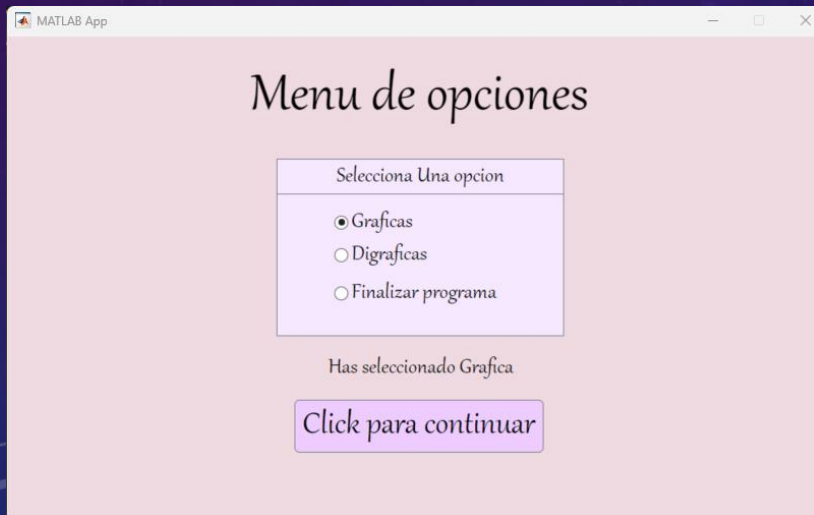 MATLAB App
Menu de opciones
Selecciona Una opcion
Graficas
Digraficas
Finalizar programa
Has seleccionado Grafica
Click para continuar